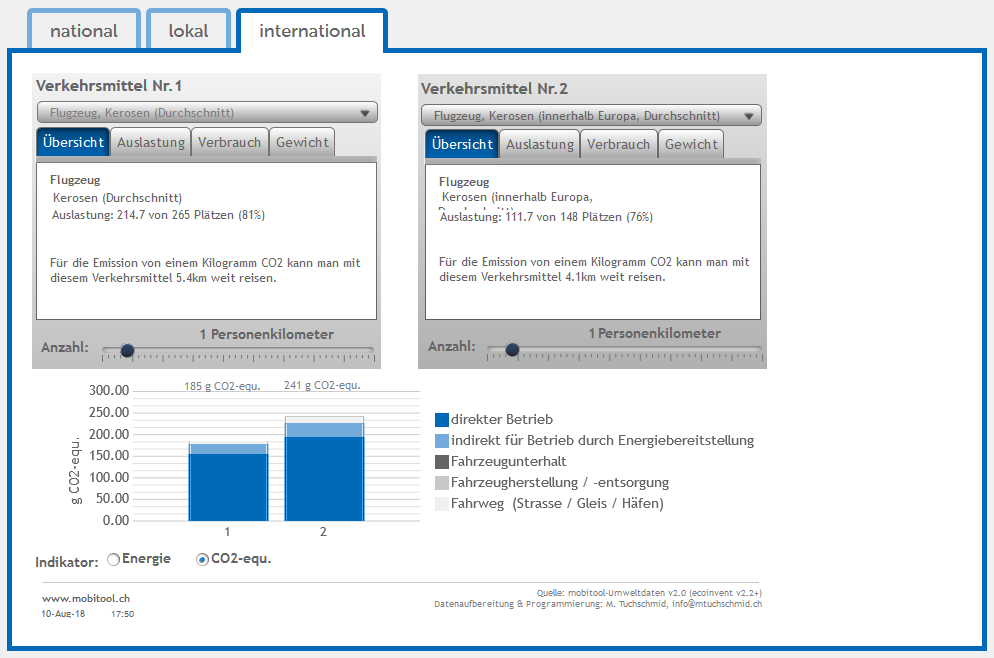 national
lokal
international
Verkehrsmittel Nr.1
Flugzeug, Kerosen (Durchschnitt)
Übersicht
Auslastung
Verbrauch
Gewicht
Flugzeug
Kerosen (Durchschnitt)
Auslastung: 214.7 von 265 Plätzen (81%)
Für die Emission von einem Kilogramm CO2 kann man mit
diesem Verkehrsmittel 5.4km weit reisen.
1 Personenkilometer
Anzahl:
Verkehrsmittel Nr.2
Flugzeug, Kerosen (innerhalb Europa, Durchschnitt)
Übersicht
Auslastung
Verbrauch
Gewicht
Flugzeug
Kerosen (innerhalb Europa,
Auslastung: 111.7 von 148 Plätzen (76%)
Für die Emission von einem Kilogramm CO2 kann man mit
diesem Verkehrsmittel 4.1km weit reisen.
1 Personenkilometer
Anzahl:
g CO2-equ.
300.00
250.00
200.00
150.00
100.00
50.00
0.00
185 g CO2-equ.
241 g CO2-equ.
1
2
direkter Betrieb
indirekt für Betrieb durch Energiebereitstellung
Fahrzeugunterhalt
Fahrzeugherstellung / -entsorgung
Fahrweg (Strasse / Gleis / Häfen)
Indikator:
Energie
CO2-equ.
www.mobitool.ch
10-Aug-18 17:50
Quelle: mobitool-Umweltdaten v2.0 (ecoinvent v2.2+)
Datenaufbereitung & Programmierung: M. Tuchschmid, info@mtuchschmid.ch